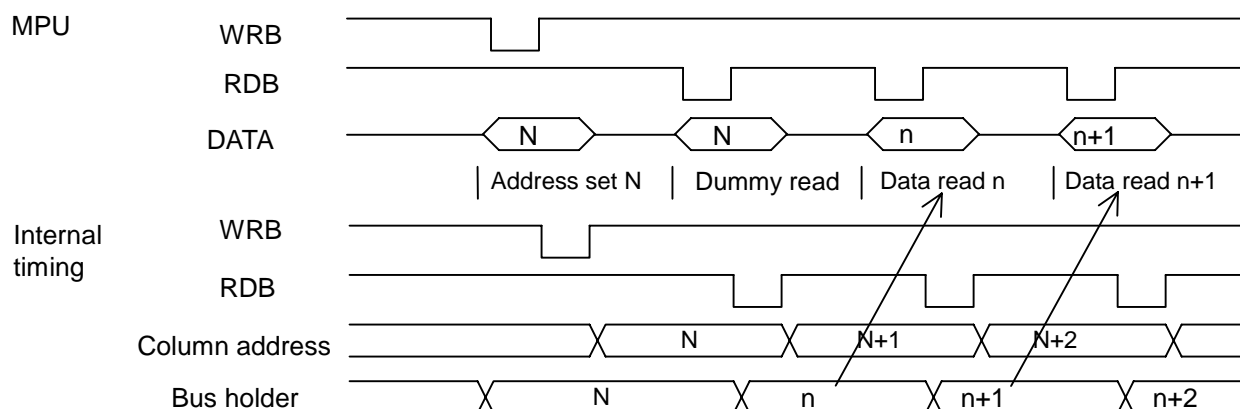 MPU
WRB
RDB
DATA N N n n+1
Address set N Dummy read Data read n Data read n+1
Internal timing
WRB
RDB
Column address N N+1 N+2
Bus holder N n n+1 n+2